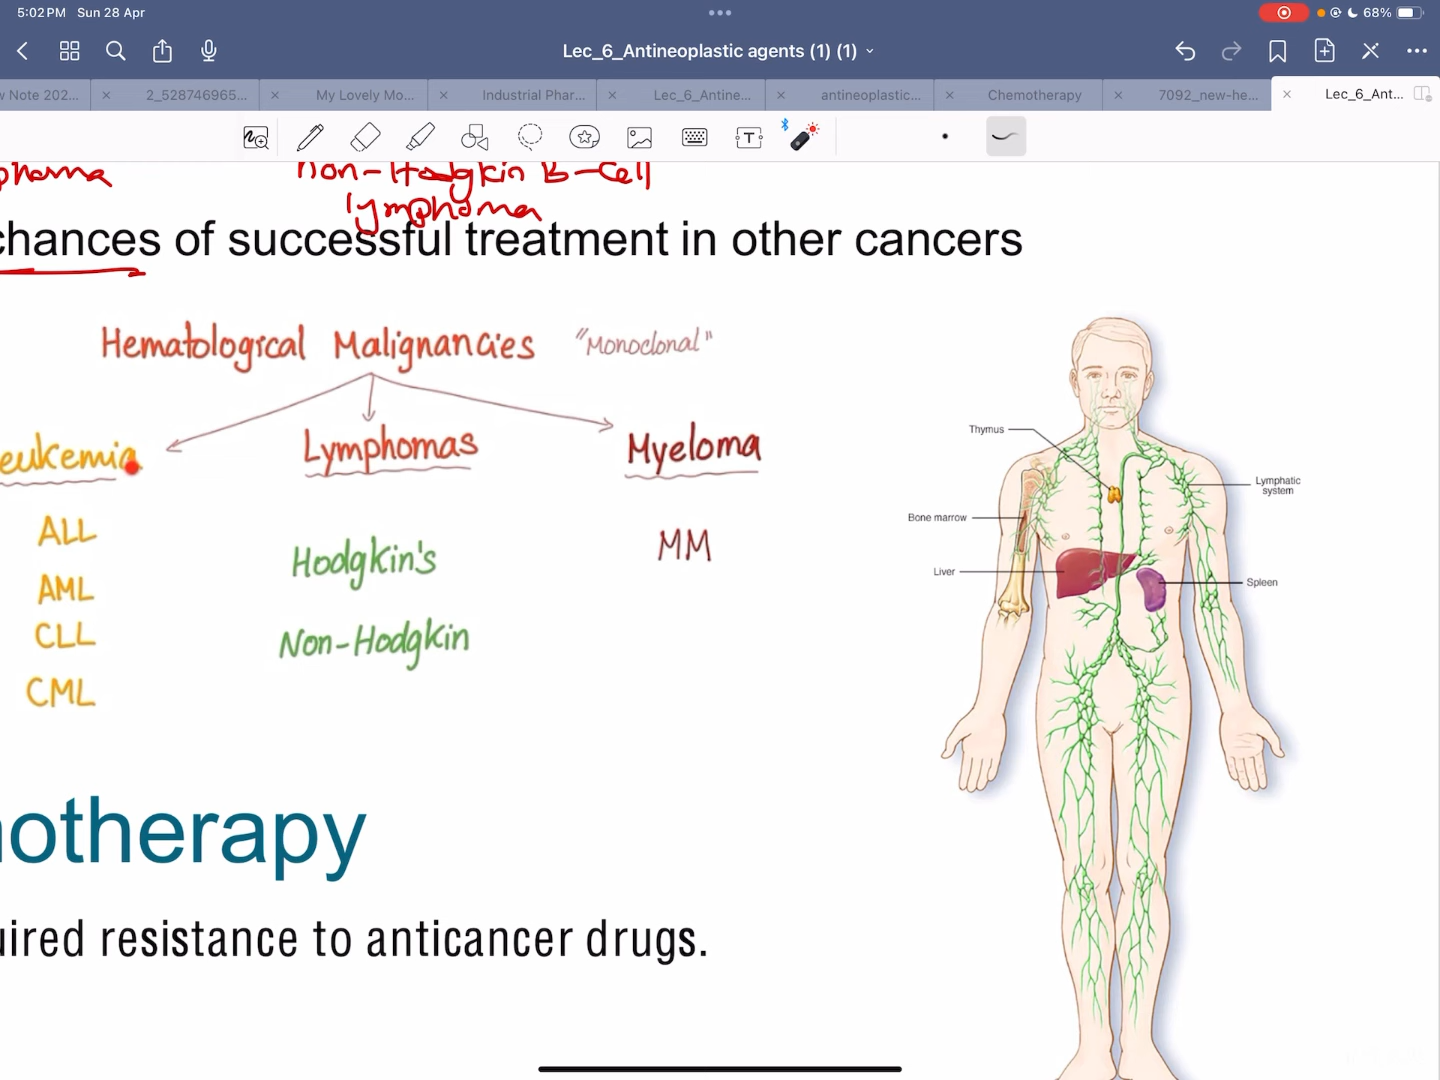 5:02 PM Sun 28 Apr
68%
Lec_6_Antineoplastic agents (1) (1)
w Note 202...
2_528746965...
My Lovely Mo...
Industrial Phar...
Lec_6_Antine...
antineoplastic...
Chemotherapy
7092_new-he...
Lec_6_Ant...
phoma
non-Hodgkin B-Cell
lymphoma
chances of successful treatment in other cancers
Hematological Malignancies "Monoclonal"
eukemia
Lymphomas
Myeloma
ALL
AML
CLL
CML
Hodgkin's
Non-Hodgkin
MM
Thymus
Lymphatic
system
Bone marrow
Liver
Spleen
notherapy
uired resistance to anticancer drugs.